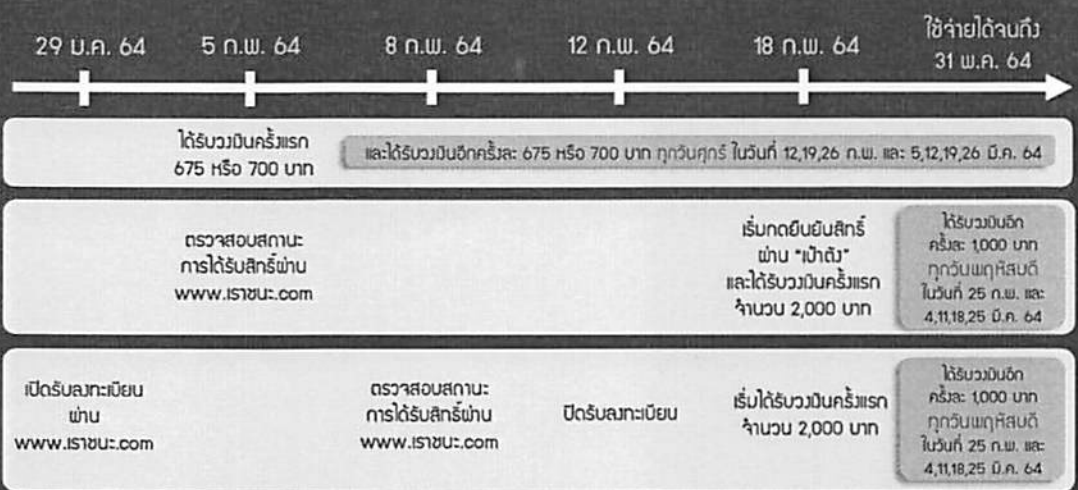 29 ม.ค. 64
5 ก.พ. 64
8 ก.พ. 64
12 ก.พ. 64
18 ก.พ. 64
ใช้จ่ายได้จนถึง
31 พ.ค. 64
ได้รับวงเงินครั้งแรก
675 หรือ 700 บาท
และได้รับวงเงินอีกครั้งละ 675 หรือ 700 บาท ทุกวันศุกร์ ในวันที่ 12,19,26 ก.พ. และ 5,12,19,26 มี.ค. 64
ตรวจสอบสถานะ
การได้รับสิทธิ์ผ่าน
www.เราชนะ.com
เริ่มกดยืนยันสิทธิ์
ผ่าน "เป๋าตัง"
และได้รับวงเงินครั้งแรก
จำนวน 2,000 บาท
ได้รับวงเงินอีก
ครั้งละ 1,000 บาท
ทุกวันพฤหัสบดี
ในวันที่ 25 ก.พ. และ
4,11,18,25 มี.ค. 64
เปิดรับลงทะเบียน
ผ่าน
www.เราชนะ.com
ตรวจสอบสถานะ
การได้รับสิทธิ์ผ่าน
www.เราชนะ.com
ปิดรับลงทะเบียน
เริ่มได้รับวงเงินครั้งแรก
จำนวน 2,000 บาท
ได้รับวงเงินอีก
ครั้งละ 1,000 บาท
ทุกวันพฤหัสบดี
ในวันที่ 25 ก.พ. และ
4,11,18,25 มี.ค. 64